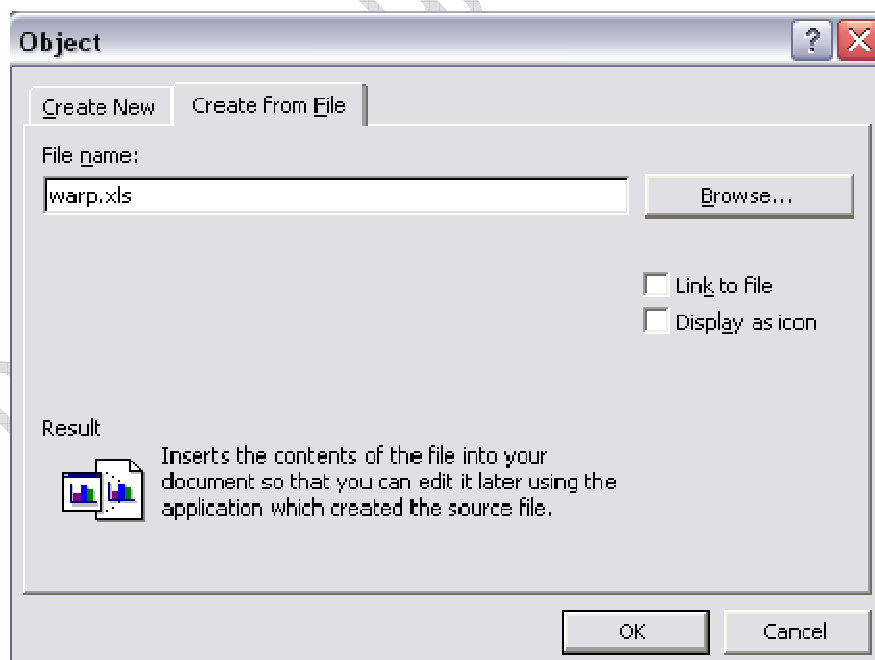 Object
Create New
Create from File
File name:
warp.xls
Browse...
Link to file
Display as icon
Result
Inserts the contents of the file into your
document so that you can edit it later using the
application which created the source file.
OK
Cancel